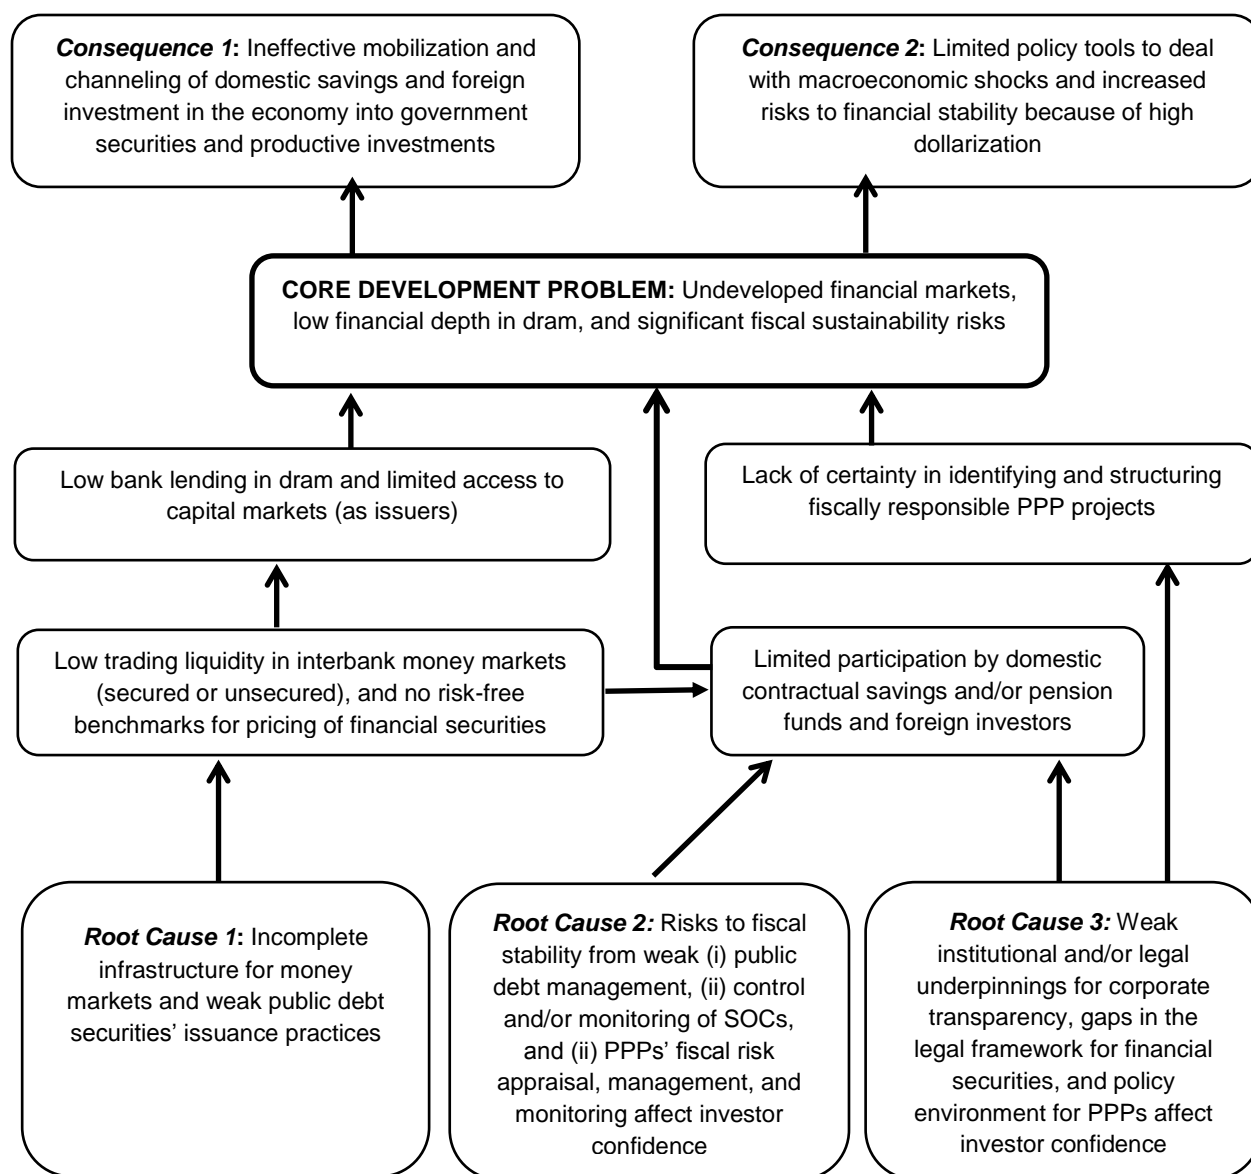 Consequence 1: Ineffective mobilization and
channeling of domestic savings and foreign
investment in the economy into government
securities and productive investments
Consequence 2: Limited policy tools to deal
with macroeconomic shocks and increased
risks to financial stability because of high
dollarization
CORE DEVELOPMENT PROBLEM: Undeveloped financial markets,
low financial depth in dram, and significant fiscal sustainability risks
Low bank lending in dram and limited access to
capital markets (as issuers)
Lack of certainty in identifying and structuring
fiscally responsible PPP projects
Low trading liquidity in interbank money markets
(secured or unsecured), and no risk-free
benchmarks for pricing of financial securities
Limited participation by domestic
contractual savings and/or pension
funds and foreign investors
Root Cause 1: Incomplete
infrastructure for money
markets and weak public debt
securities’ issuance practices
Root Cause 2: Risks to fiscal
stability from weak (i) public
debt management, (ii) control
and/or monitoring of SOCs,
and (ii) PPPs’ fiscal risk
appraisal, management, and
monitoring affect investor
confidence
Root Cause 3: Weak
institutional and/or legal
underpinnings for corporate
transparency, gaps in the
legal framework for financial
securities, and policy
environment for PPPs affect
investor confidence